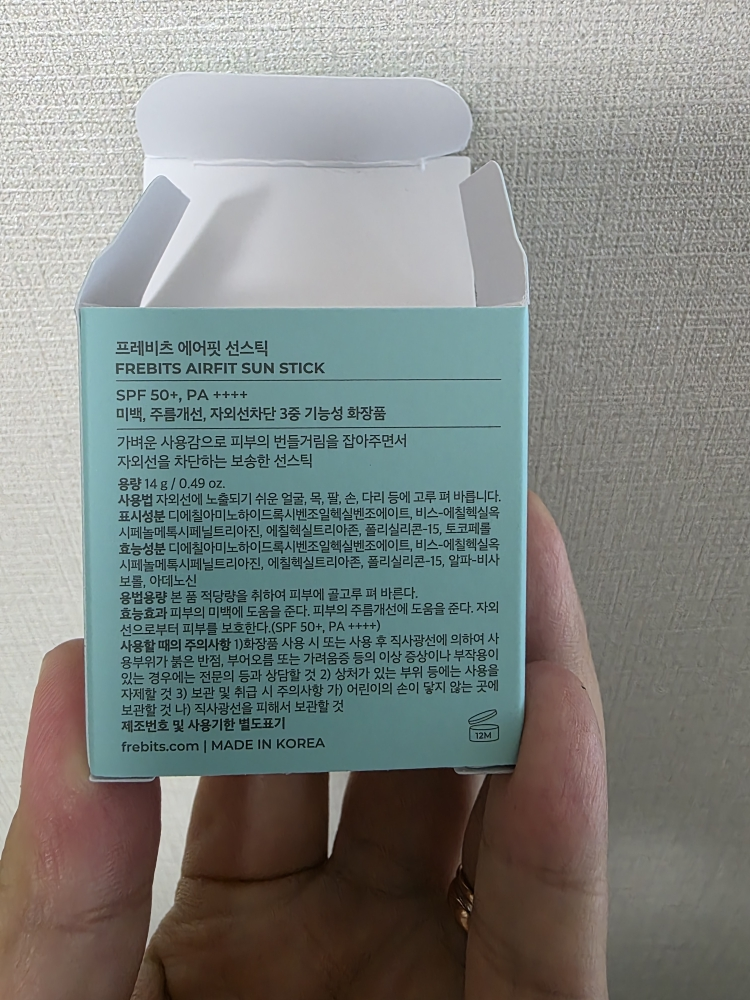 프레비츠 에어핏 선스틱
FREBITS AIRFIT SUN STICK
SPF 50+, PA ++++
미백, 주름개선, 자외선차단 3중 기능성 화장품
가벼운 사용감으로 피부의 번들거림을 잡아주면서
자외선을 차단하는 보송한 선스틱
용량 14 g / 0.49 oz.
사용법 자외선에 노출되기 쉬운 얼굴, 목, 팔, 손, 다리 등에 고루 펴 바릅니다.
표시성분 디에칠아미노하이드록시벤조일헥실벤조에이트, 비스-에칠헥실옥
시페놀메톡시페닐트리아진, 에칠헥실트리아존, 폴리실리콘-15, 토코페롤
효능성분 디에칠아미노하이드록시벤조일헥실벤조에이트, 비스-에칠헥실옥
시페놀메톡시페닐트리아진, 에칠헥실트리아존, 폴리실리콘-15, 알파-비사
보롤, 아데노신
용법용량 본 품 적당량을 취하여 피부에 골고루 펴 바른다.
효능효과 피부의 미백에 도움을 준다. 피부의 주름개선에 도움을 준다. 자외
선으로부터 피부를 보호한다.(SPF 50+, PA ++++)
사용할 때의 주의사항 1)화장품 사용 시 또는 사용 후 직사광선에 의하여 사
용부위가 붉은 반점, 부어오름 또는 가려움증 등의 이상 증상이나 부작용이
있는 경우에는 전문의 등과 상담할 것 2) 상처가 있는 부위 등에는 사용을
자제할 것 3) 보관 및 취급 시 주의사항 가) 어린이의 손이 닿지 않는 곳에
보관할 것 나) 직사광선을 피해서 보관할 것
제조번호 및 사용기한 별도표기
frebits.com | MADE IN KOREA
12M